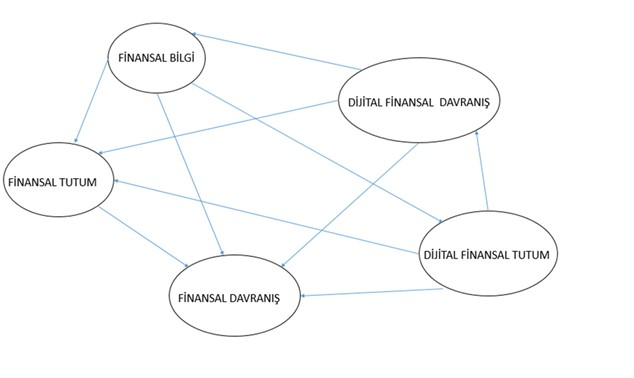 FİNANSAL BİLGİ
DİJİTAL FİNANSAL DAVRANIŞ
FİNANSAL TUTUM
DİJİTAL FİNANSAL TUTUM
FİNANSAL DAVRANIŞ